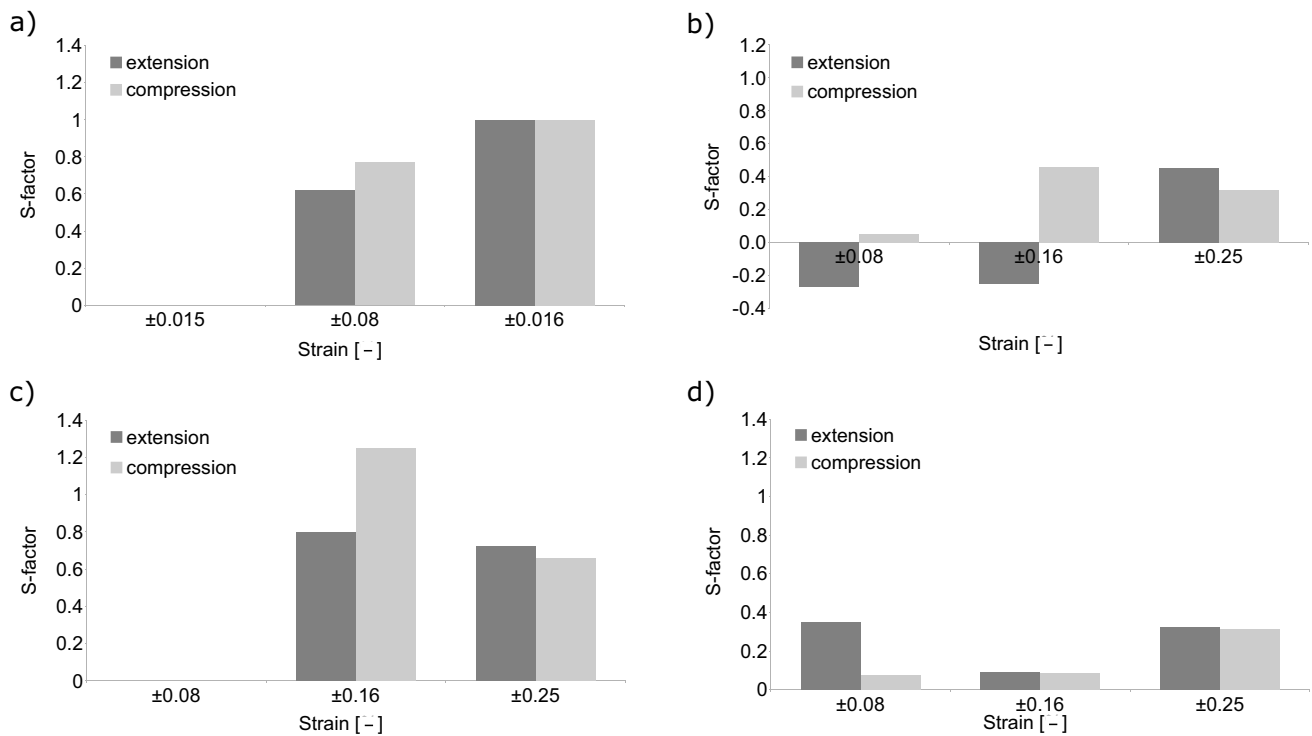 a)
1.4
1.2
1
0.8
0.6
0.4
0.2
0
S-factor
extension
compression
±0.015 ±0.08 ±0.016
Strain [-]
b)
1.2
1.0
0.8
0.6
0.4
0.2
0.0
-0.2
-0.4
S-factor
extension
compression
±0.08 ±0.16 ±0.25
Strain [-]
c)
1.4
1.2
1
0.8
0.6
0.4
0.2
0
S-factor
extension
compression
±0.08 ±0.16 ±0.25
Strain [-]
d)
1.4
1.2
1
0.8
0.6
0.4
0.2
0
S-factor
extension
compression
±0.08 ±0.16 ±0.25
Strain [-]